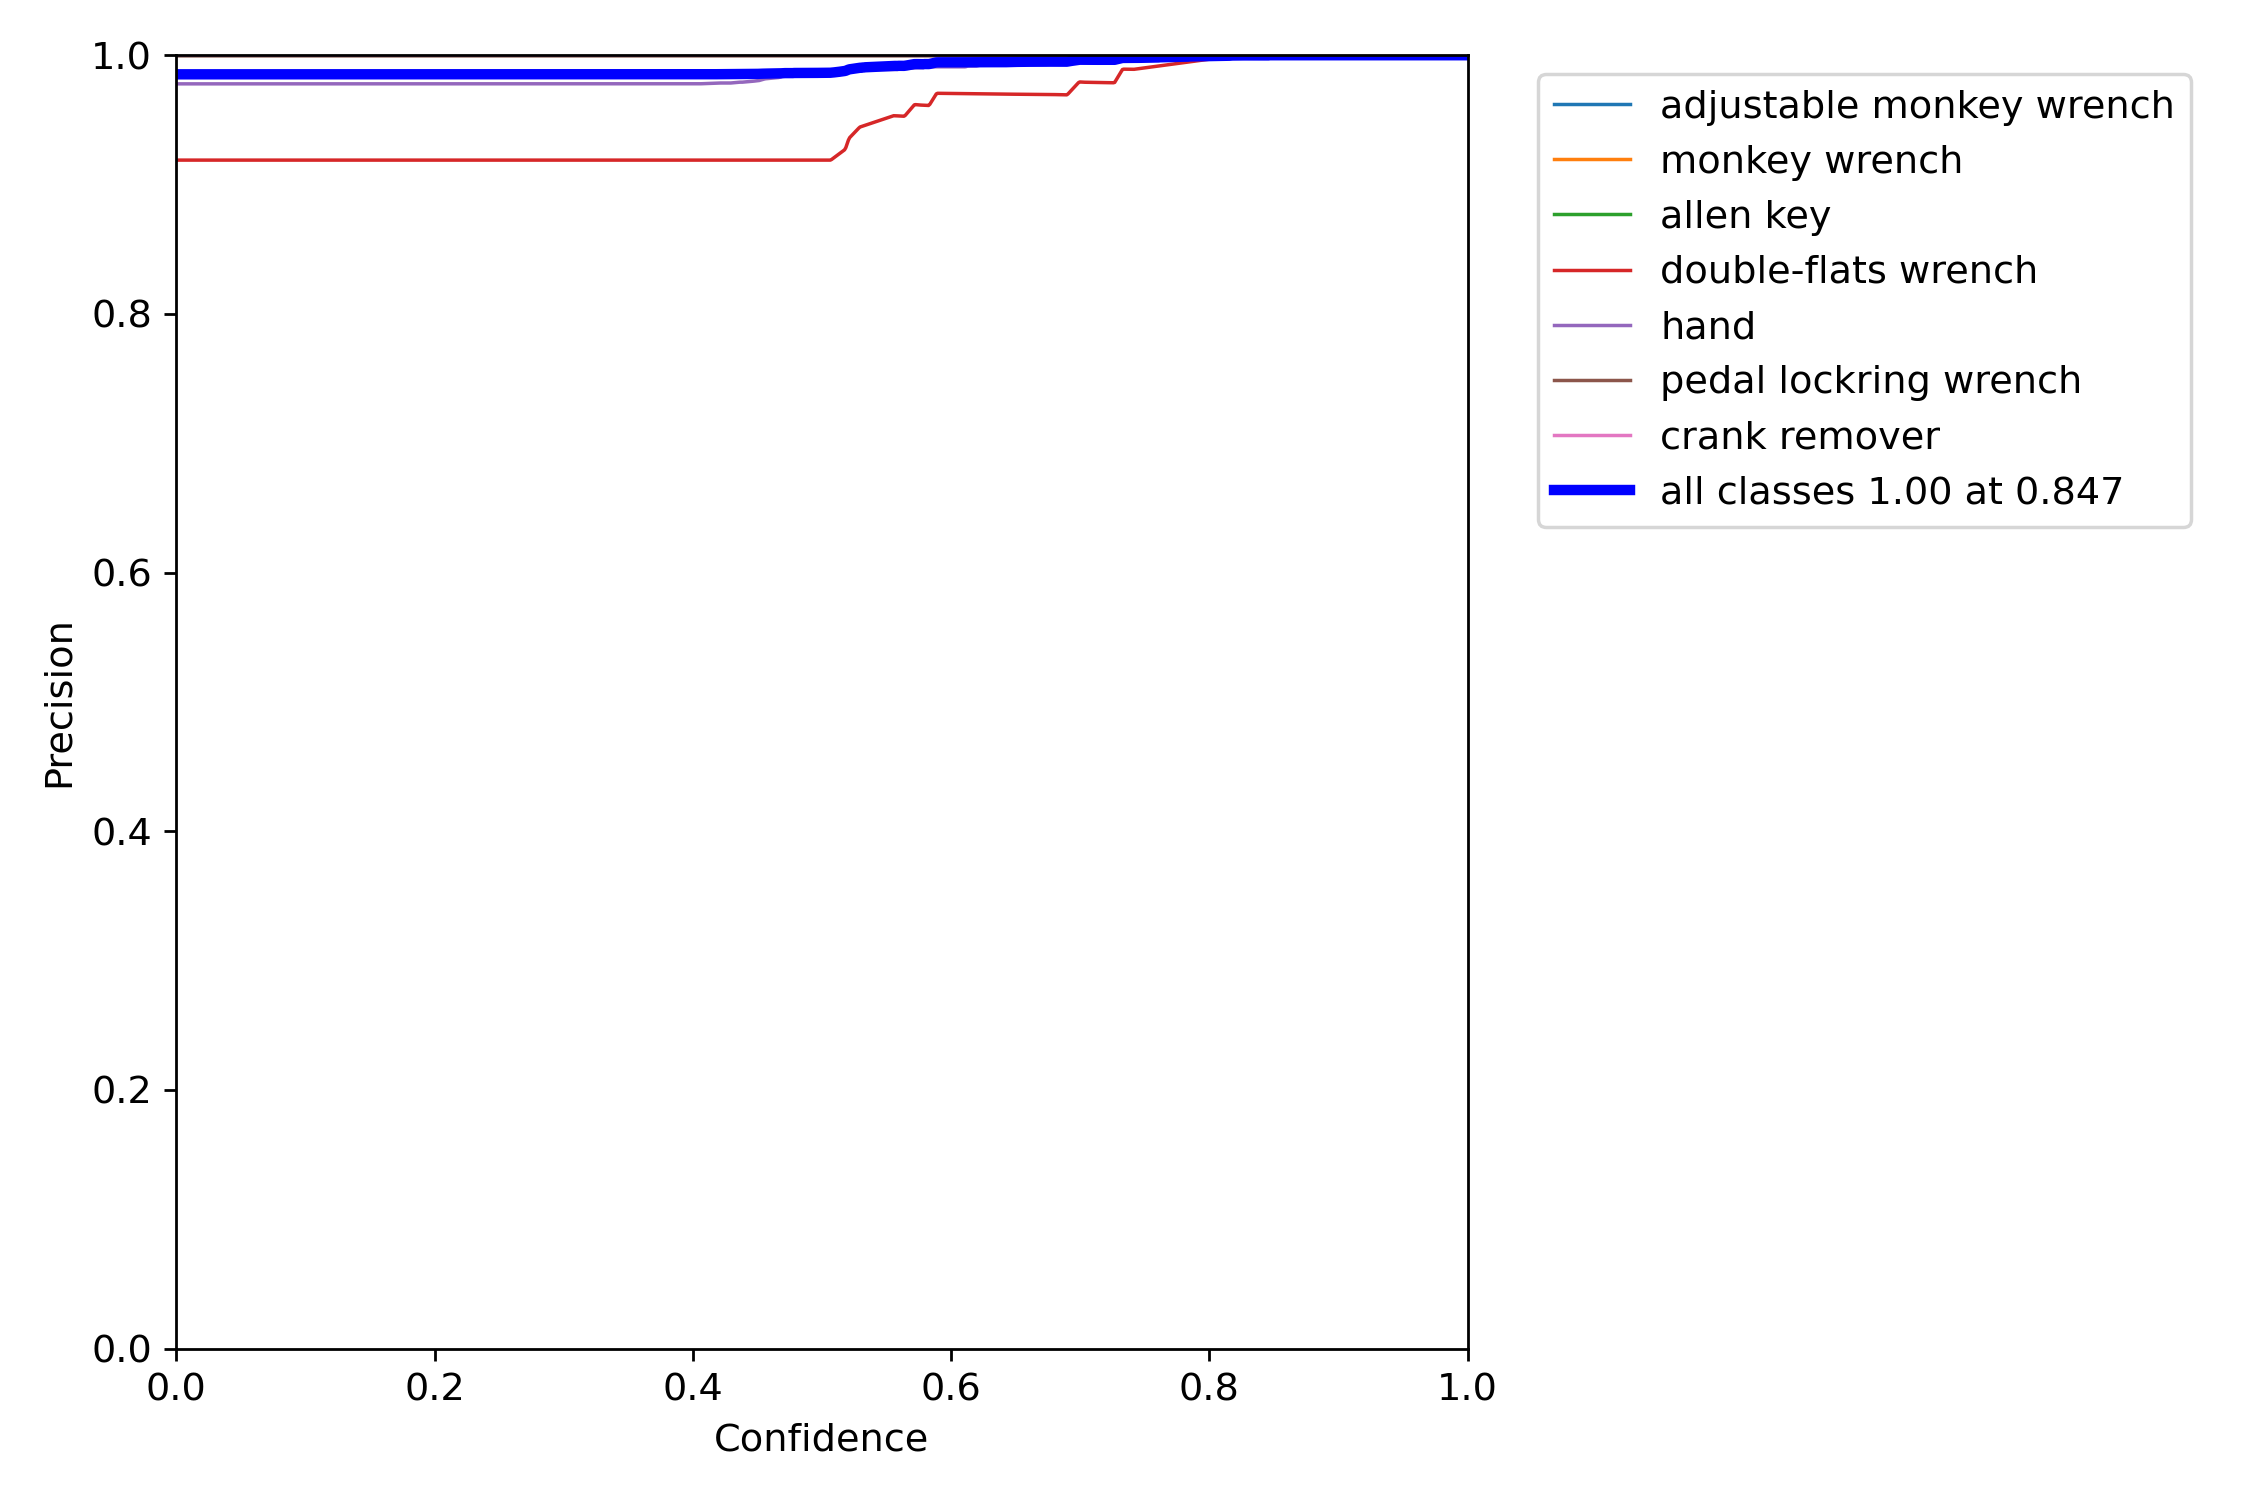 1.0
0.8
0.6
0.4
0.2
0.0
Precision
0.0 0.2 0.4 0.6 0.8 1.0
Confidence
adjustable monkey wrench
monkey wrench
allen key
double-flats wrench
hand
pedal lockring wrench
crank remover
all classes 1.00 at 0.847